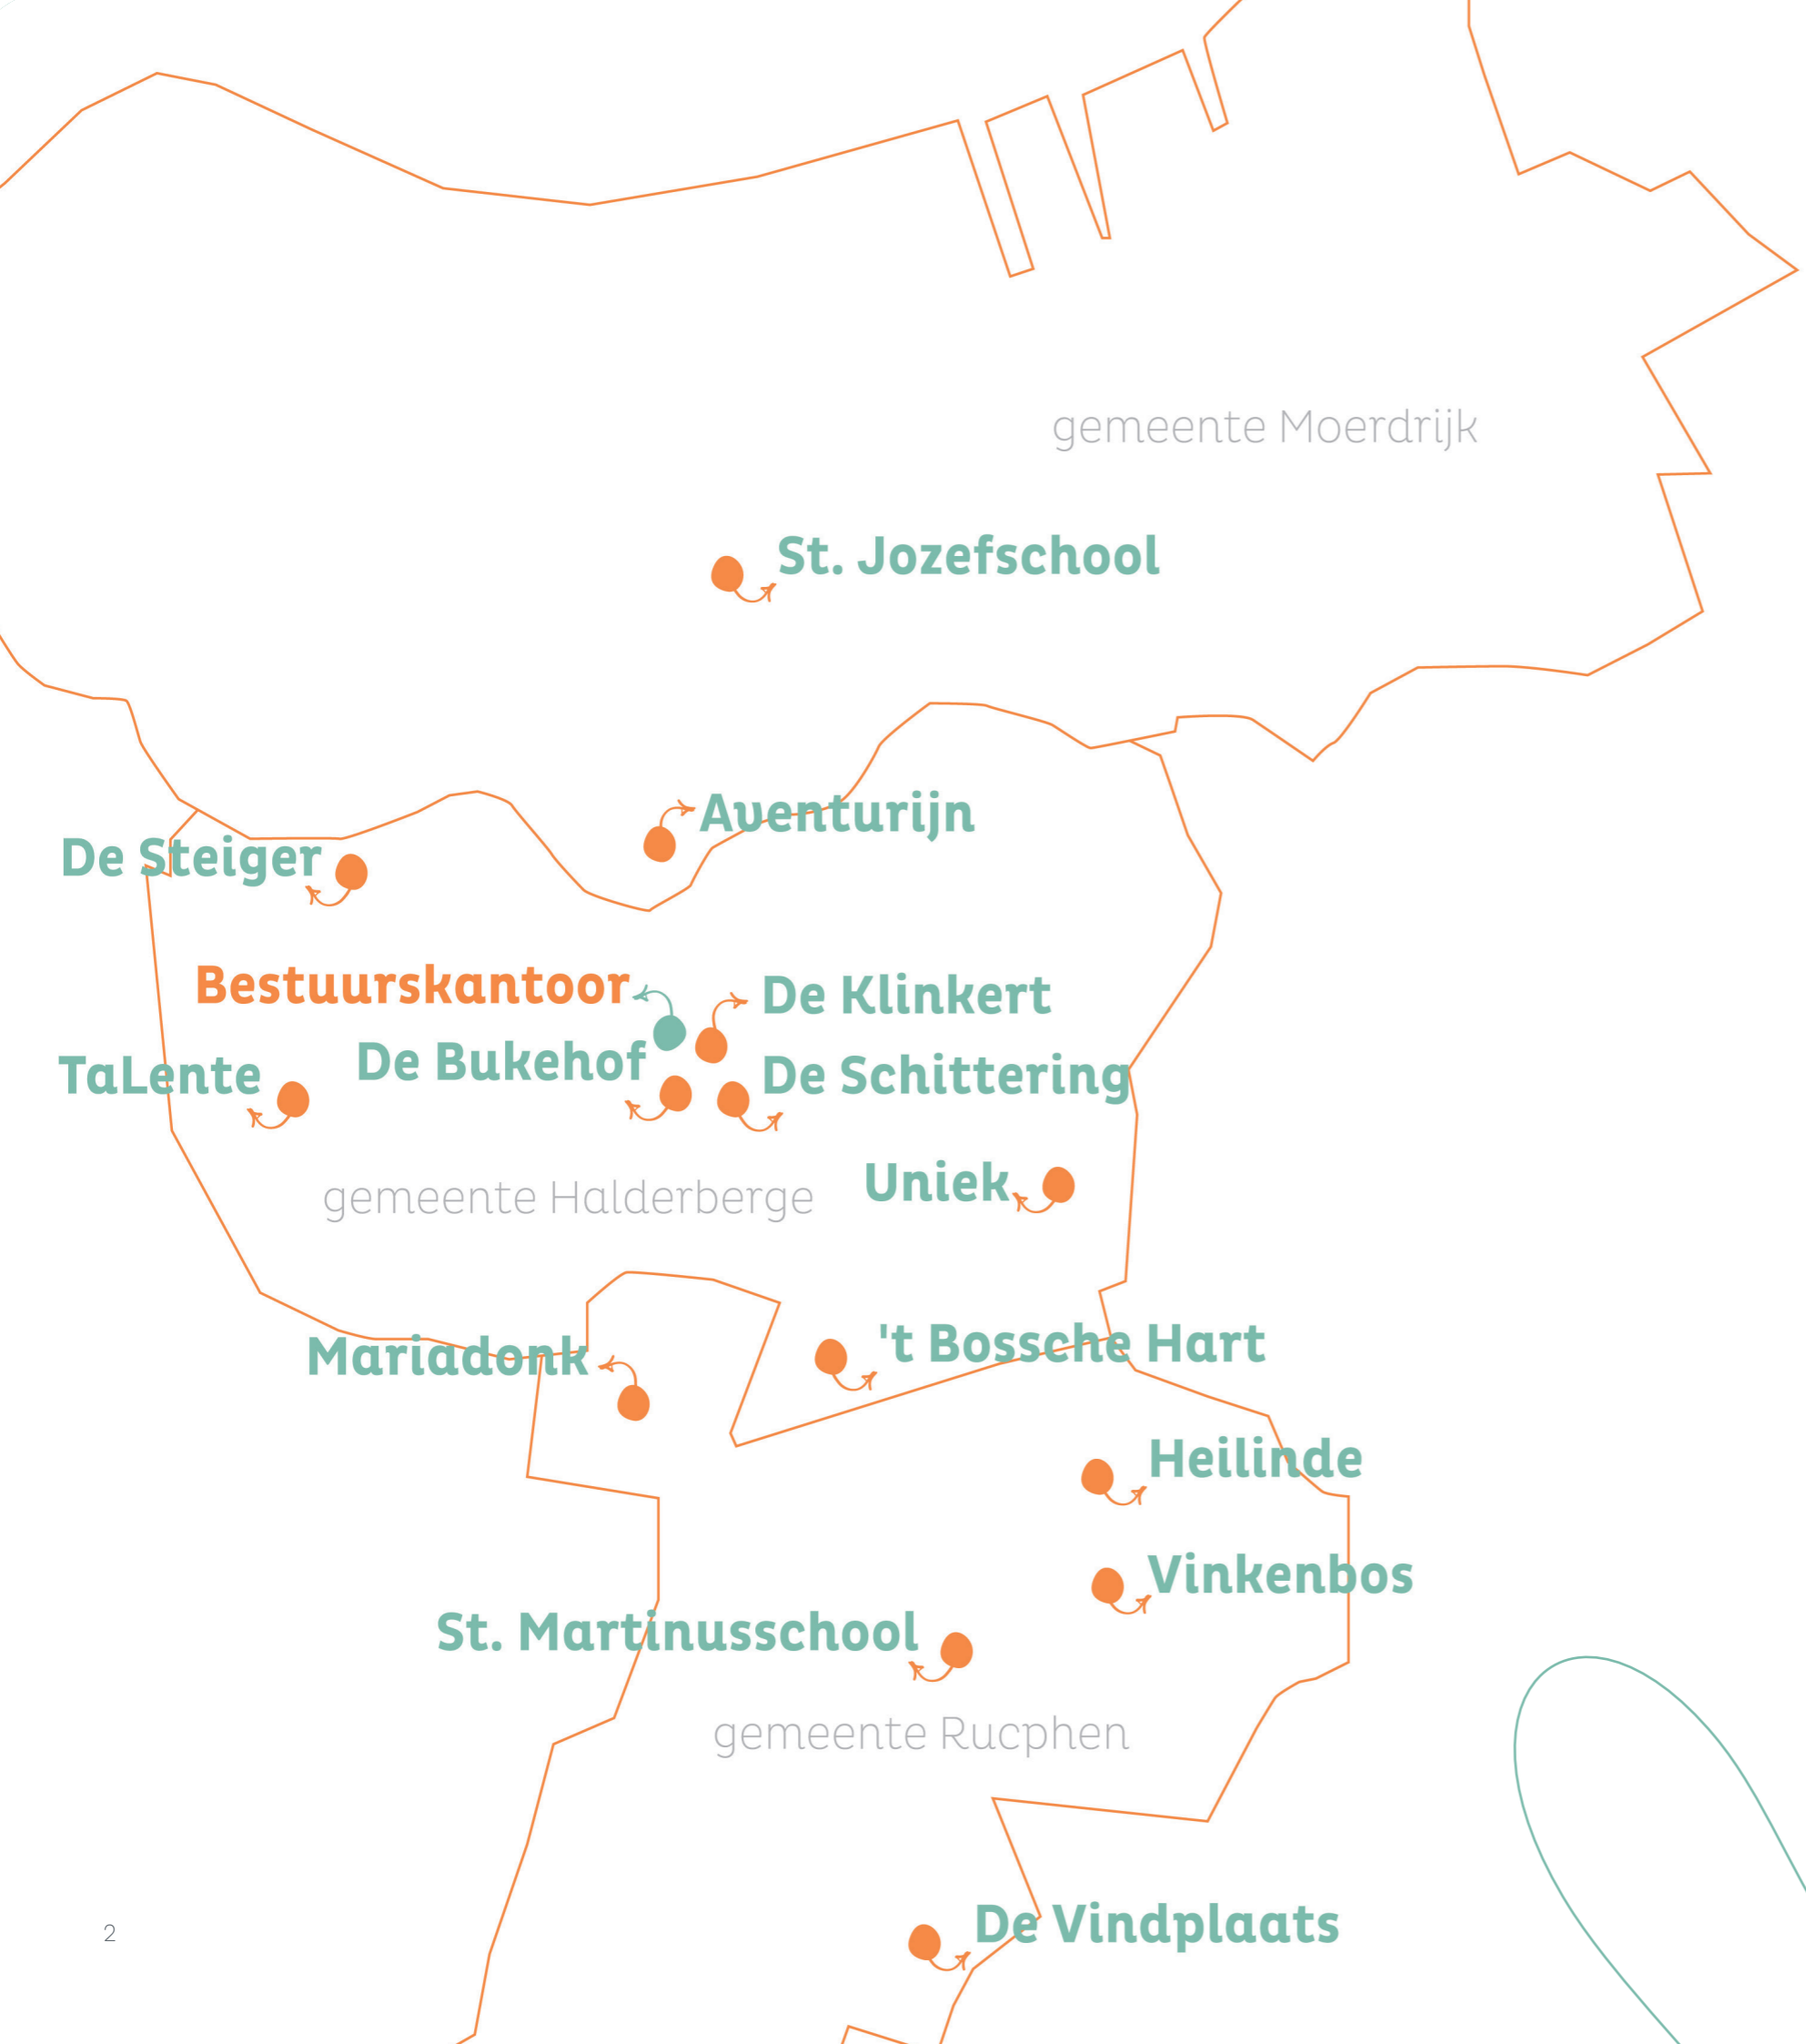 gemeente Moerdrijk
St. Jozefschool
Aventurijn
De Steiger
Bestuurskantoor
De Klinkert
De Bukehof
TaLente
De Schittering
Uniek
gemeente Halderberge
Mariadonk
't Bossche Hart
Heilinde
Vinkenbos
St. Martinusschool
gemeente Rucphen
De Vindplaats
2